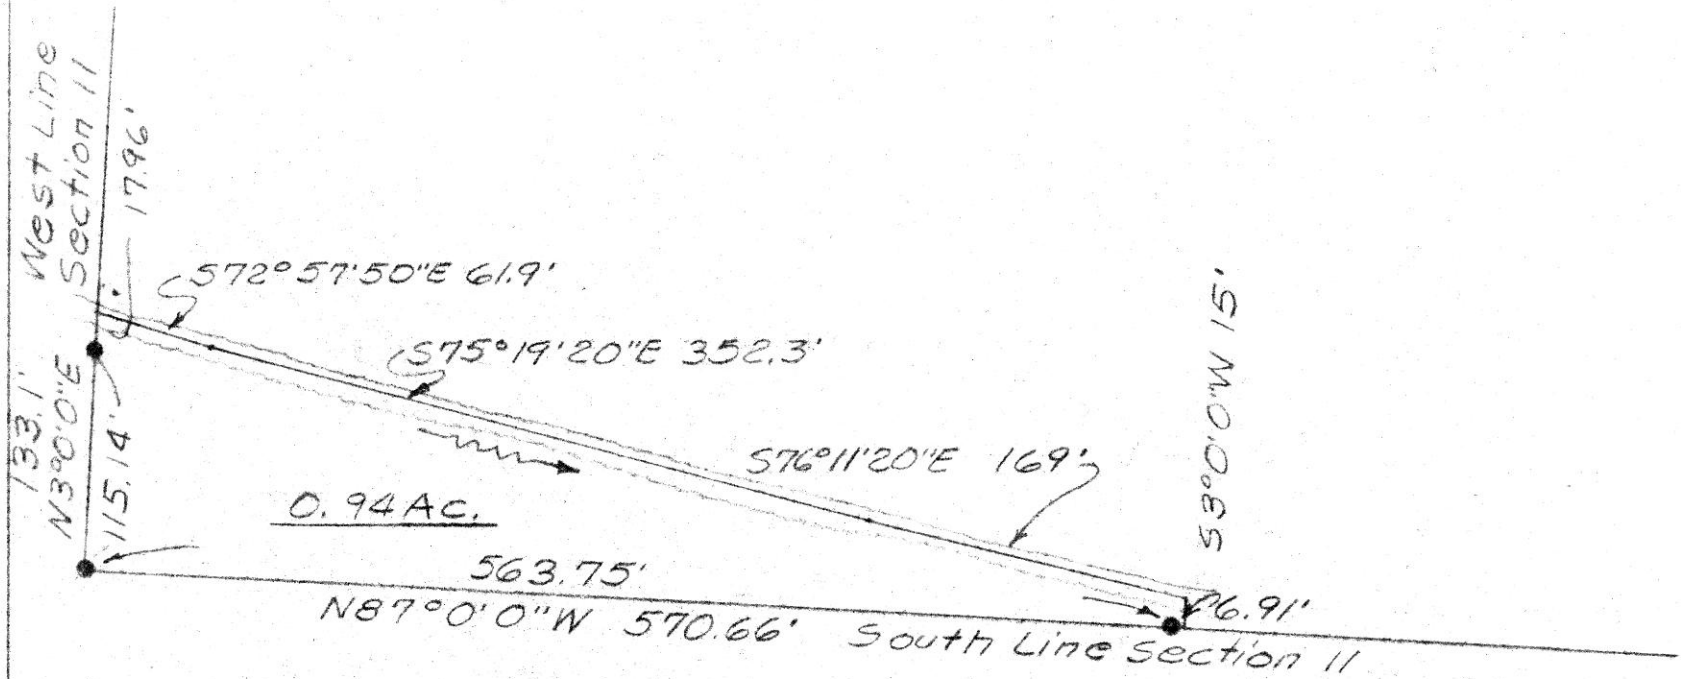 West Line
Section 11
17.96'
S72°57'50"E 61.9'
S75°19'20"E 352.3'
S76°11'20"E 169'
S3°0'0"W 15'
133.1'
N3°0'0"E
115.14'
0.94 Ac.
563.75'
N87°0'0"W 570.66' South Line Section 11
6.91'